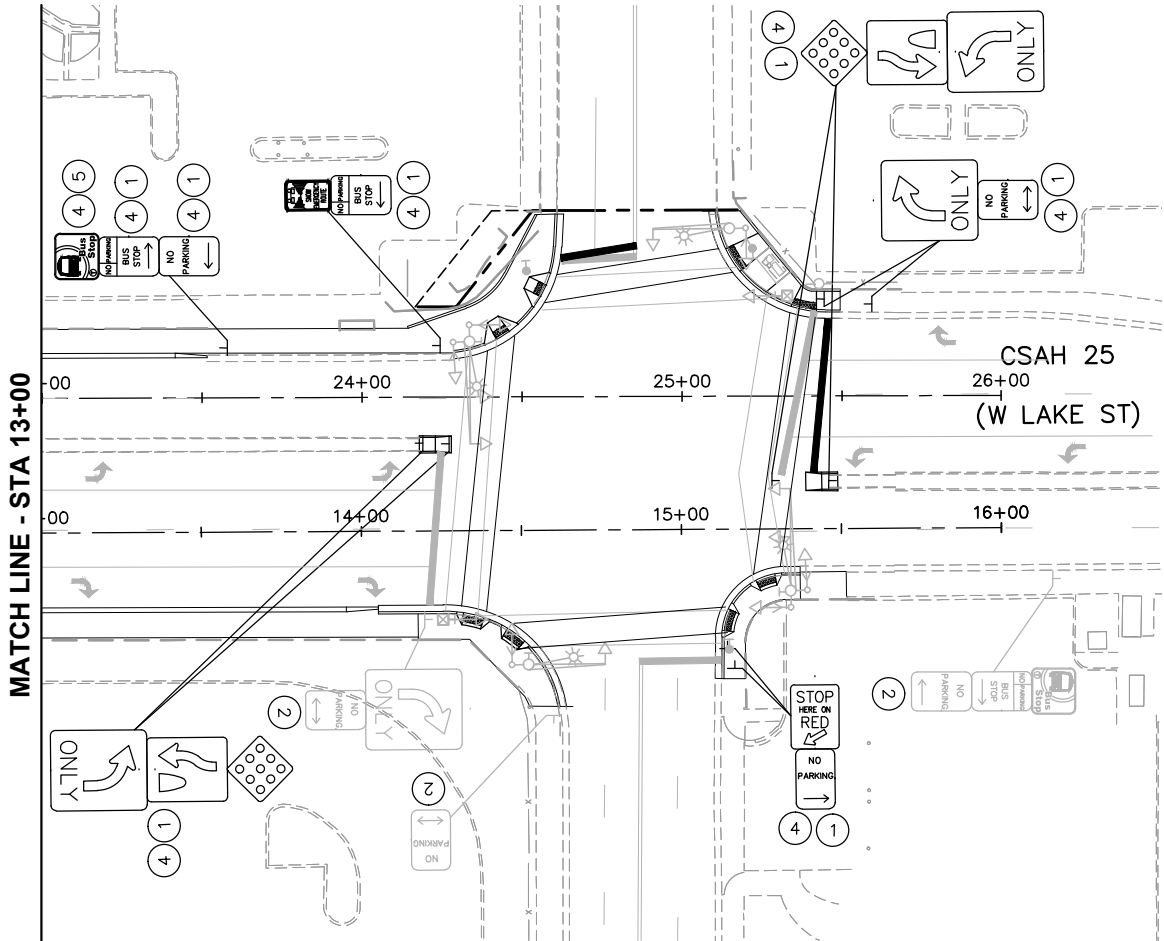 4
1
ONLY
4
5
4
1
4
1
Bus Stop
NO PARKING
BUS STOP
NO PARKING
SNOW EMERGENCY ROUTE
NO PARKING
BUS STOP
1
4
ONLY
NO PARKING
1
4
CSAH 25
(W LAKE ST)
-00
24+00
25+00
26+00
-00
14+00
15+00
16+00
MATCH LINE - STA 13+00
ONLY
1
4
2
NO PARKING
ONLY
2
NO PARKING
STOP
HERE ON
RED
NO
PARKING
4
1
2
NO PARKING
BUS STOP
NO PARKING
Bus Stop